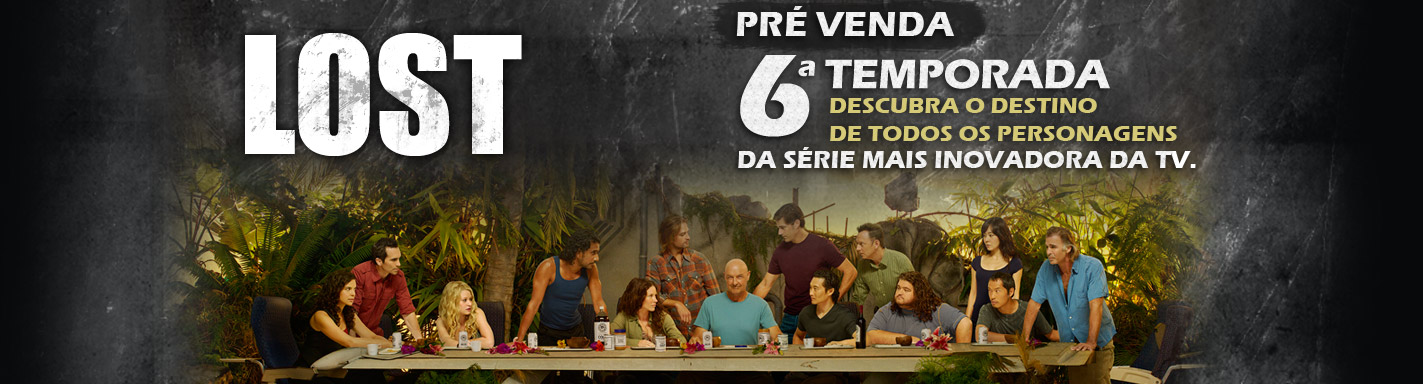 LOST
PRÉ VENDA
6ª TEMPORADA
DESCUBRA O DESTINO
DE TODOS OS PERSONAGENS
DA SÉRIE MAIS INOVADORA DA TV.